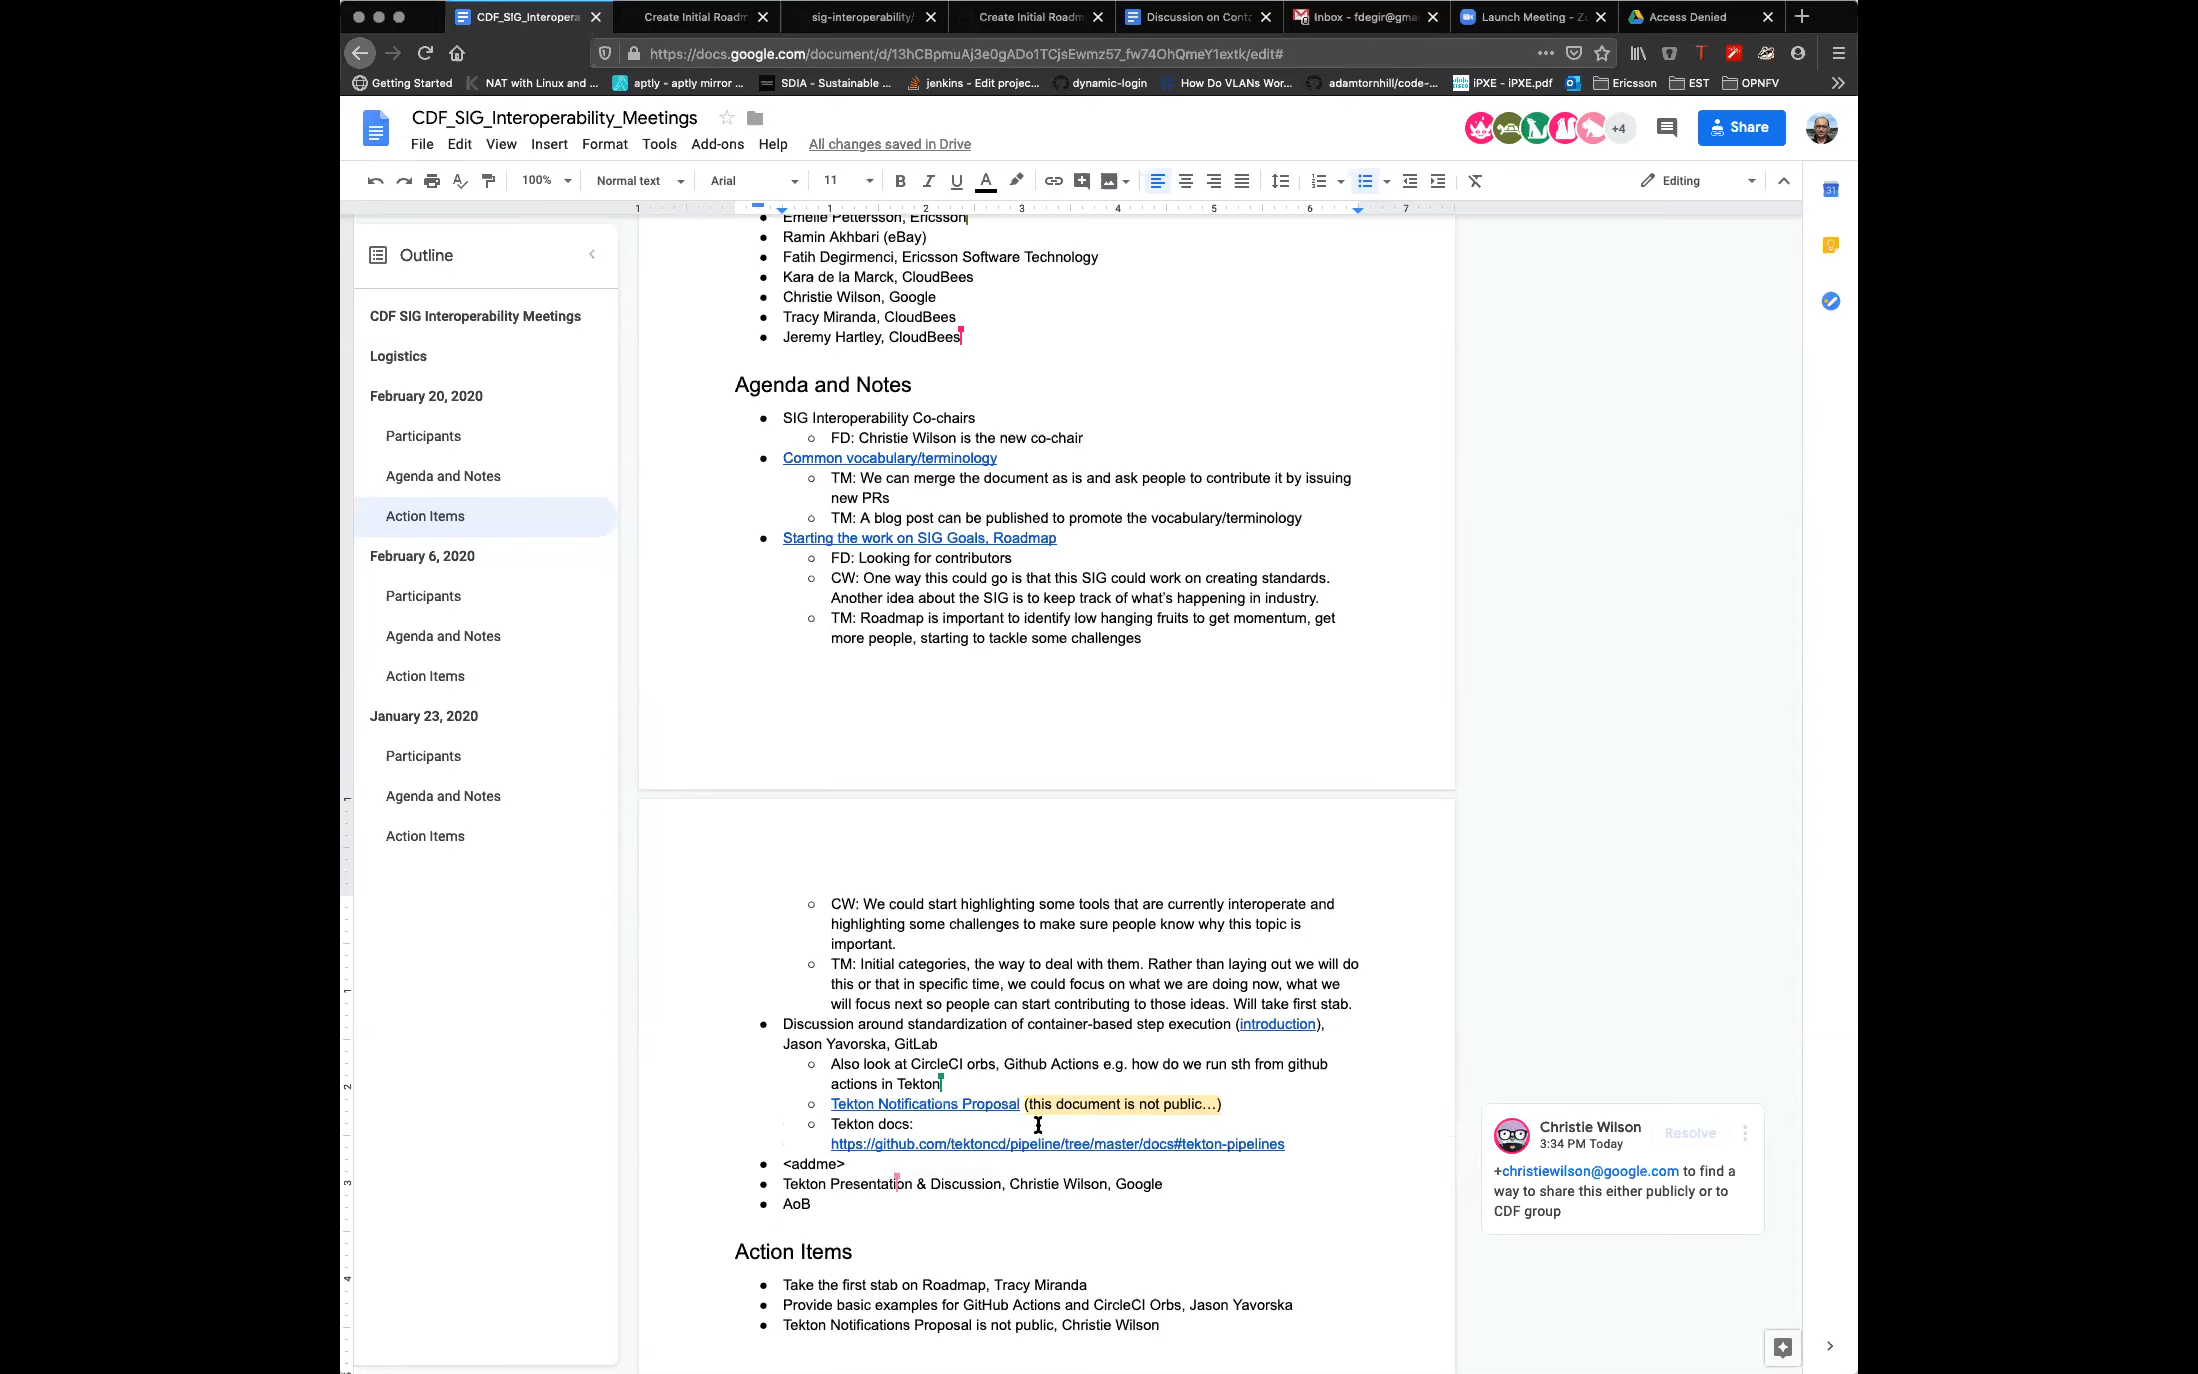 CDF_SIG_Interopera
Create Initial Roadm
sig-interoperability/
Create Initial Roadm
Discussion on Conta
Inbox - fdegir@gma
Launch Meeting - Zo
Access Denied
https://docs.google.com/document/d/13hCBpmuAj3e0gADo1TCjsEwmz57_fw74OhQmeY1extk/edit#
Getting Started
NAT with Linux and ...
aptly - aptly mirror ...
SDIA - Sustainable ...
jenkins - Edit projec...
dynamic-login
How Do VLANs Wor...
adamtornhill/code-...
iPXE - iPXE.pdf
Ericsson
EST
OPNFV
CDF_SIG_Interoperability_Meetings
+4
Share
File Edit View Insert Format Tools Add-ons Help All changes saved in Drive
100% Normal text Arial 11 Editing
1 1 2 3 4 5 6 7
Outline
CDF SIG Interoperability Meetings
Logistics
February 20, 2020
Participants
Agenda and Notes
Action Items
February 6, 2020
Participants
Agenda and Notes
Action Items
January 23, 2020
Participants
Agenda and Notes
Action Items
Emelie Pettersson, Ericsson
Ramin Akhbari (eBay)
Fatih Degirmenci, Ericsson Software Technology
Kara de la Marck, CloudBees
Christie Wilson, Google
Tracy Miranda, CloudBees
Jeremy Hartley, CloudBees
Agenda and Notes
SIG Interoperability Co-chairs
FD: Christie Wilson is the new co-chair
Common vocabulary/terminology
TM: We can merge the document as is and ask people to contribute it by issuing
new PRs
TM: A blog post can be published to promote the vocabulary/terminology
Starting the work on SIG Goals, Roadmap
FD: Looking for contributors
CW: One way this could go is that this SIG could work on creating standards.
Another idea about the SIG is to keep track of what's happening in industry.
TM: Roadmap is important to identify low hanging fruits to get momentum, get
more people, starting to tackle some challenges
CW: We could start highlighting some tools that are currently interoperate and
highlighting some challenges to make sure people know why this topic is
important.
TM: Initial categories, the way to deal with them. Rather than laying out we will do
this or that in specific time, we could focus on what we are doing now, what we
will focus next so people can start contributing to those ideas. Will take first stab.
Discussion around standardization of container-based step execution (introduction),
Jason Yavorska, GitLab
Also look at CircleCI orbs, Github Actions e.g. how do we run sth from github
actions in Tekton
Tekton Notifications Proposal (this document is not public...)
Tekton docs:
https://github.com/tektoncd/pipeline/tree/master/docs#tekton-pipelines
<addme>
Tekton Presentation & Discussion, Christie Wilson, Google
AoB
Action Items
Take the first stab on Roadmap, Tracy Miranda
Provide basic examples for GitHub Actions and CircleCI Orbs, Jason Yavorska
Tekton Notifications Proposal is not public, Christie Wilson
Christie Wilson
3:34 PM Today
Resolve
+christiewilson@google.com to find a
way to share this either publicly or to
CDF group
31
1
1
2
3
4